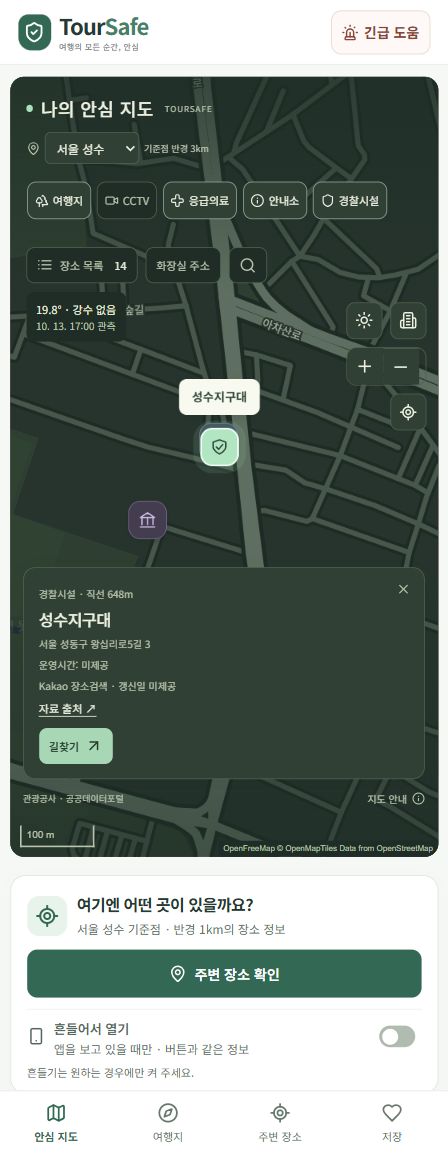 TourSafe
여행의 모든 순간, 안심
긴급 도움
로
나의 안심 지도 TOURSAFE
서울 성수 기준점 반경 3km
여행지 CCTV 응급의료 안내소 경찰시설
장소 목록 14 화장실 주소
19.8° · 강수 없음
10. 13. 17:00 관측
숲길
아차산로
성수지구대
경찰시설 · 직선 648m
성수지구대
서울 성동구 왕십리로5길 3
운영시간: 미제공
Kakao 장소검색 · 갱신일 미제공
자료 출처 ↗
길찾기
관광공사 · 공공데이터포털 지도 안내
100 m
OpenFreeMap © OpenMapTiles Data from OpenStreetMap
여기엔 어떤 곳이 있을까요?
서울 성수 기준점 · 반경 1km의 장소 정보
주변 장소 확인
흔들어서 열기
앱을 보고 있을 때만 · 버튼과 같은 정보
흔들기는 원하는 경우에만 켜 주세요.
안심 지도 여행지 주변 장소 저장